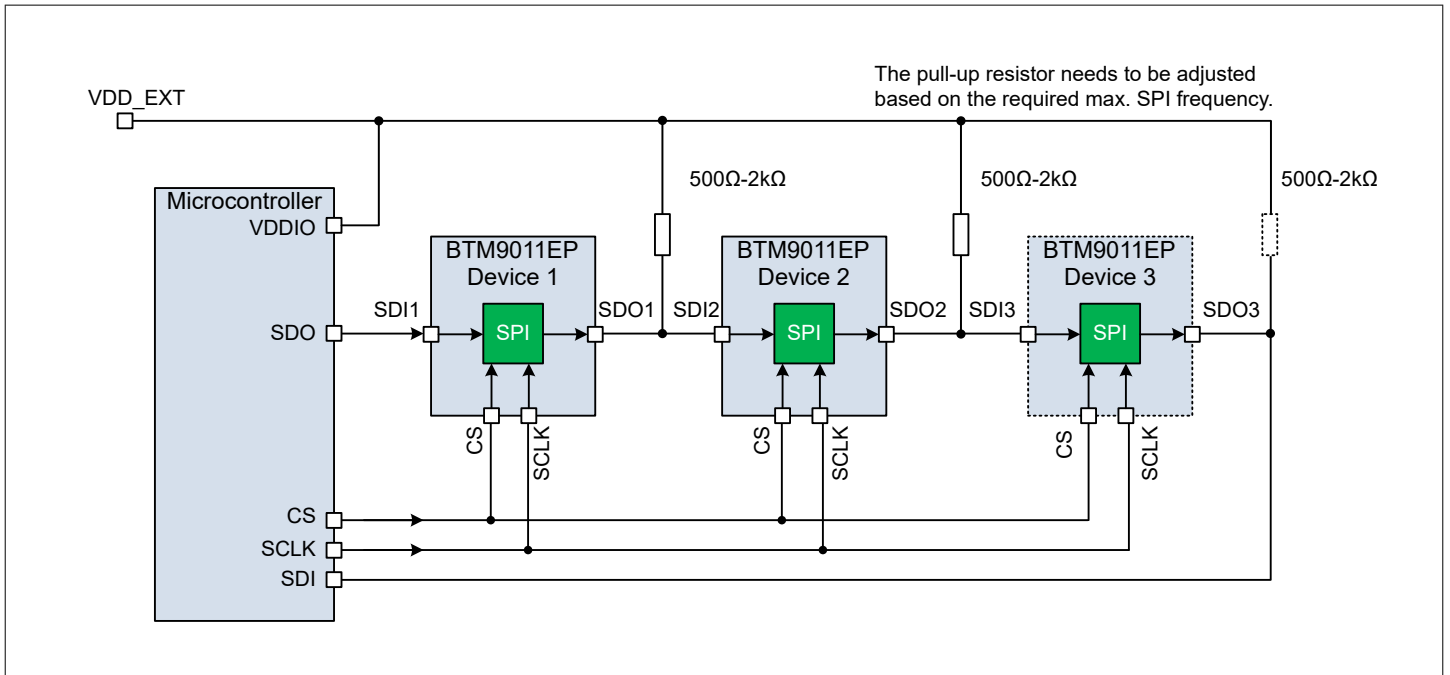 The pull-up resistor needs to be adjusted
based on the required max. SPI frequency.
VDD_EXT
500Ω-2kΩ
500Ω-2kΩ
500Ω-2kΩ
Microcontroller
VDDIO
BTM9011EP
Device 1
BTM9011EP
Device 2
BTM9011EP
Device 3
SDO
SDI1
SPI
SDO1
SDI2
SPI
SDO2
SDI3
SPI
SDO3
CS
SCLK
CS
SCLK
CS
SCLK
CS
SCLK
SDI